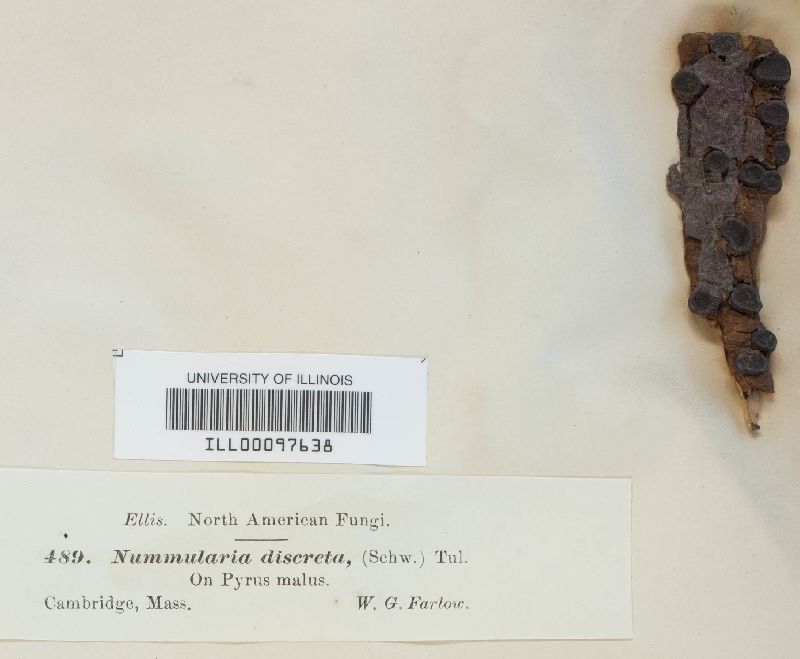 UNIVERSITY OF ILLINOIS
ILL00097638
Ellis. North American Fungi.
489. Nummularia discreta, (Schw.) Tul.
On Pyrus malus.
Cambridge, Mass. W. G. Farlow.